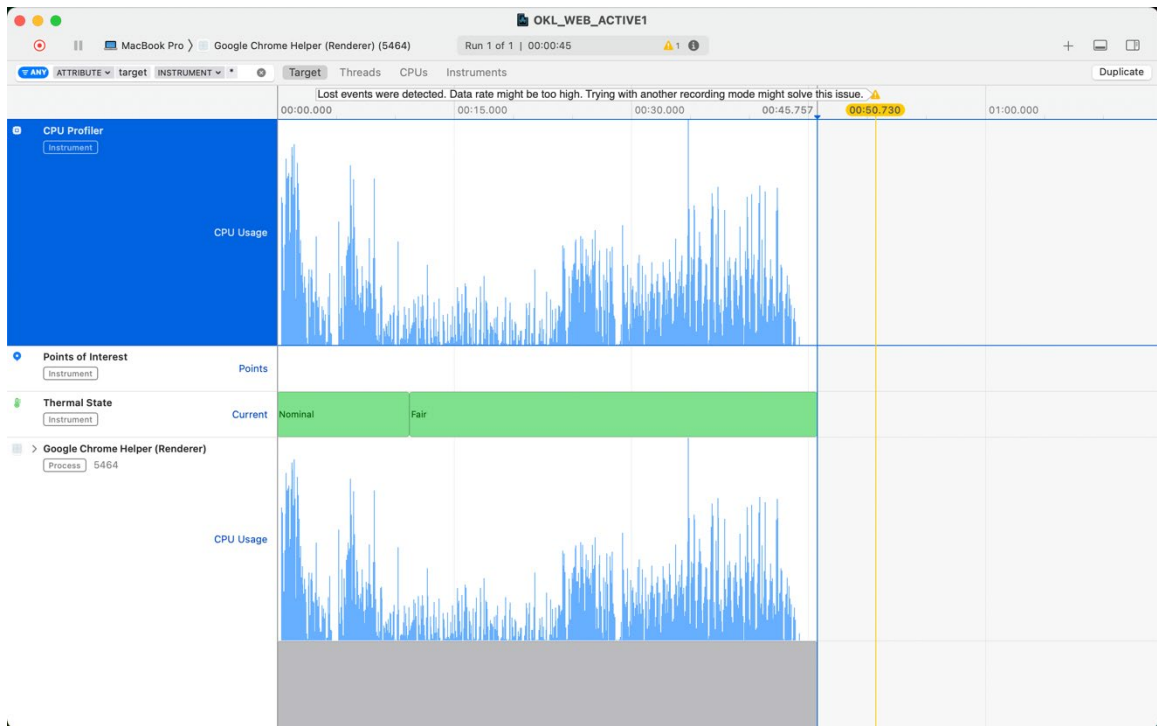 OKL_WEB_ACTIVE1
MacBook Pro 〉 Google Chrome Helper (Renderer) (5464)
Run 1 of 1 | 00:00:45
1
ANY ATTRIBUTE target INSTRUMENT * Target Threads CPUs Instruments Duplicate
Lost events were detected. Data rate might be too high. Trying with another recording mode might solve this issue.
00:00.000 00:15.000 00:30.000 00:45.757 00:50.730 01:00.000
CPU Profiler
Instrument
CPU Usage
Points of Interest
Instrument
Points
Thermal State
Instrument
Current
Nominal
Fair
Google Chrome Helper (Renderer)
Process 5464
CPU Usage